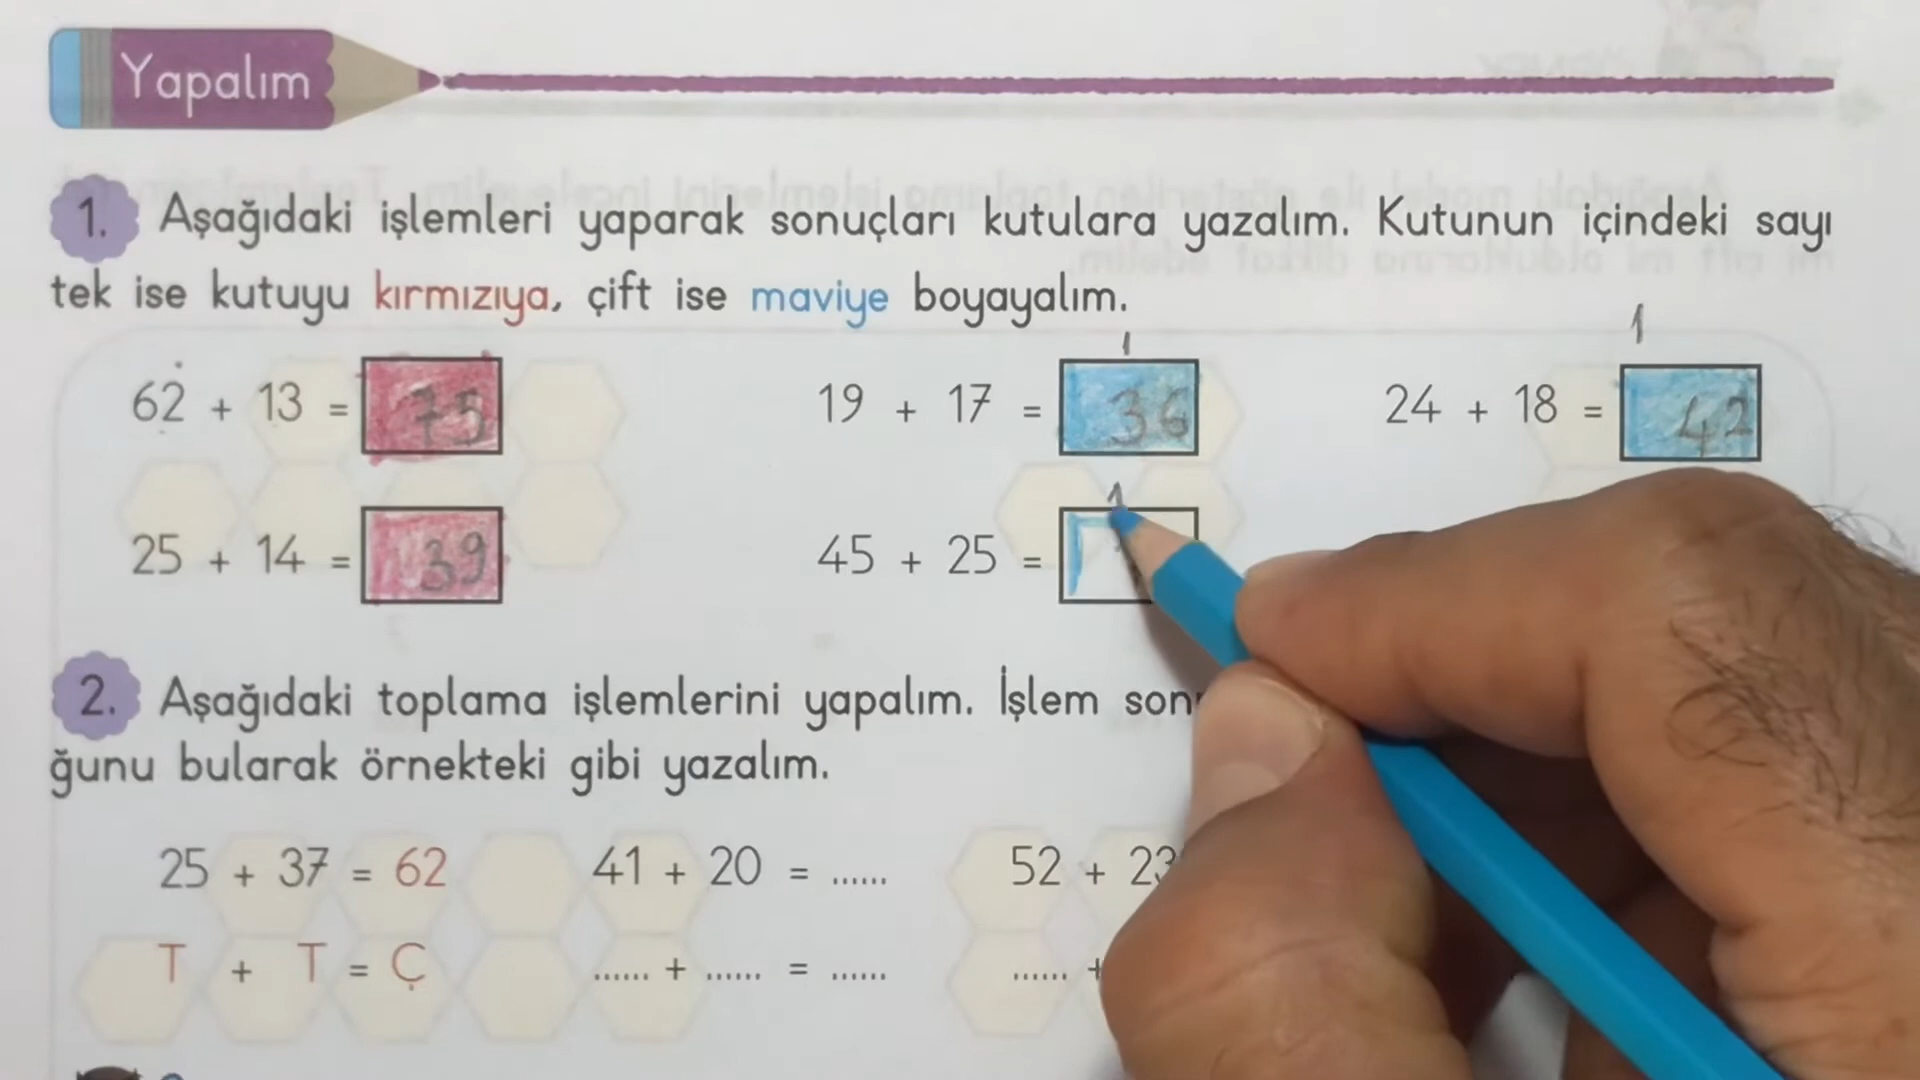 Yapalım
1. Aşağıdaki işlemleri yaparak sonuçları kutulara yazalım. Kutunun içindeki sayı
tek ise kutuyu kırmızıya, çift ise maviye boyayalım.
1 1
62 + 13 = 75 19 + 17 = 36 24 + 18 = 42
1
25 + 14 = 39 45 + 25 =
2. Aşağıdaki toplama işlemlerini yapalım. İşlem
ğunu bularak örnekteki gibi yazalım.
25 + 37 = 62 41 + 20 = ...... 52 + 23
T + T = Ç ...... + ...... = ...... ...... +